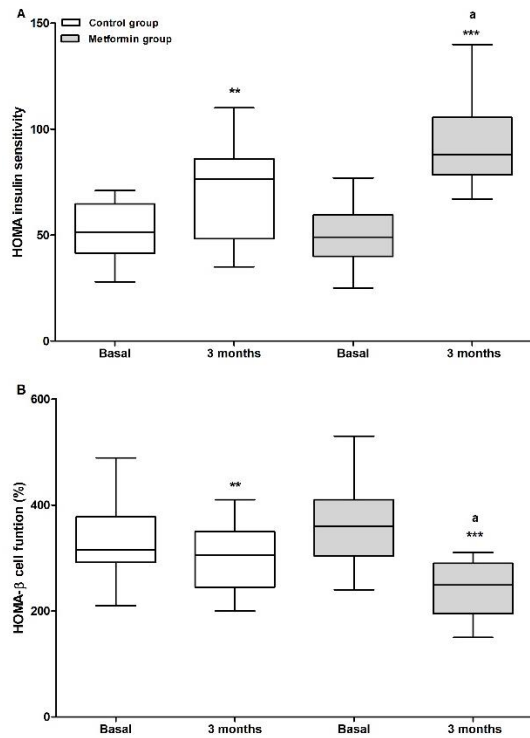 A
Control group
Metformin group
a
***
**
HOMA insulin sensitivity
150
100
50
0
Basal
3 months
Basal
3 months
B
HOMA-β cell funtion (%)
600
400
200
0
**
a
***
Basal
3 months
Basal
3 months